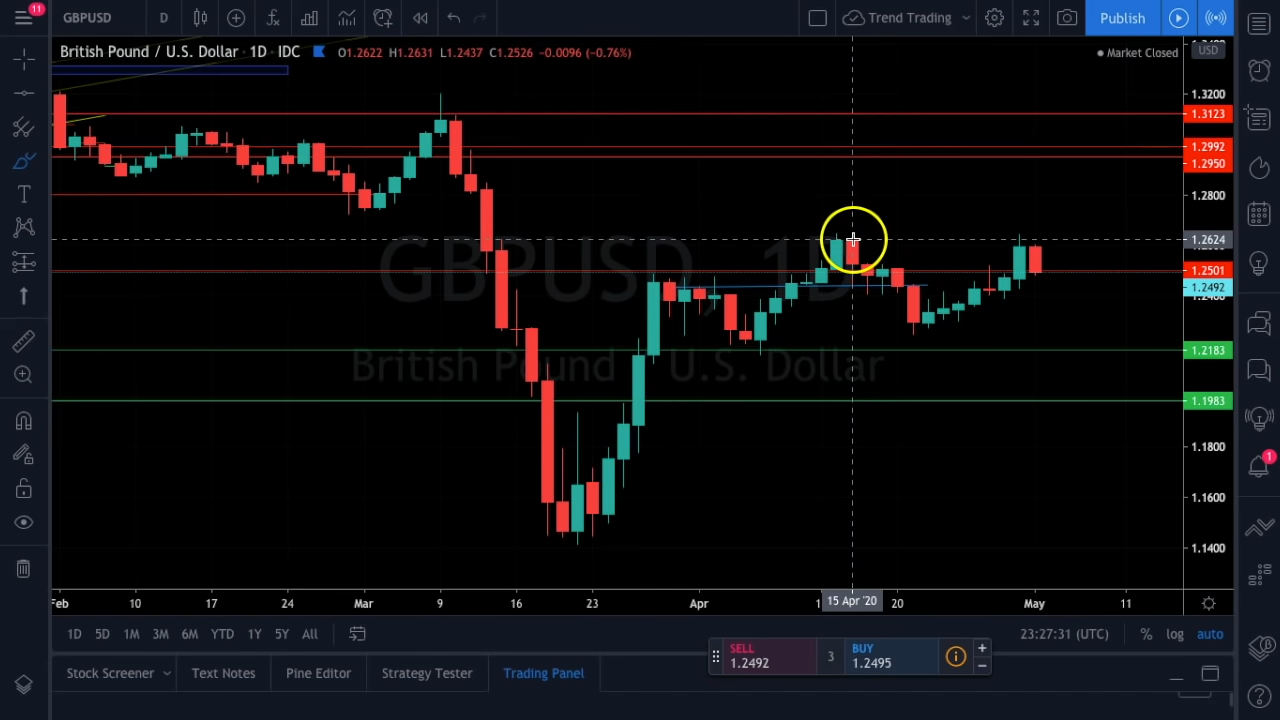 11
GBPUSD
D
Trend Trading
Publish
British Pound / U.S. Dollar · 1D · IDC
O1.2622 H1.2631 L1.2437 C1.2526 -0.0096 (-0.76%)
Market Closed
USD
1.3200
1.3123
1.2992
1.2950
1.2800
1.2624
1.2501
1.2492
1.2400
1.2183
1.1983
1.1800
1.1600
1.1400
GBPUSD, 1D
British Pound / U.S. Dollar
Feb 10 17 24 Mar 9 16 23 Apr 15 Apr '20 20 May 11
1D 5D 1M 3M 6M YTD 1Y 5Y All
23:27:31 (UTC) % log auto
SELL
1.2492
3
BUY
1.2495
Stock Screener Text Notes Pine Editor Strategy Tester Trading Panel
1